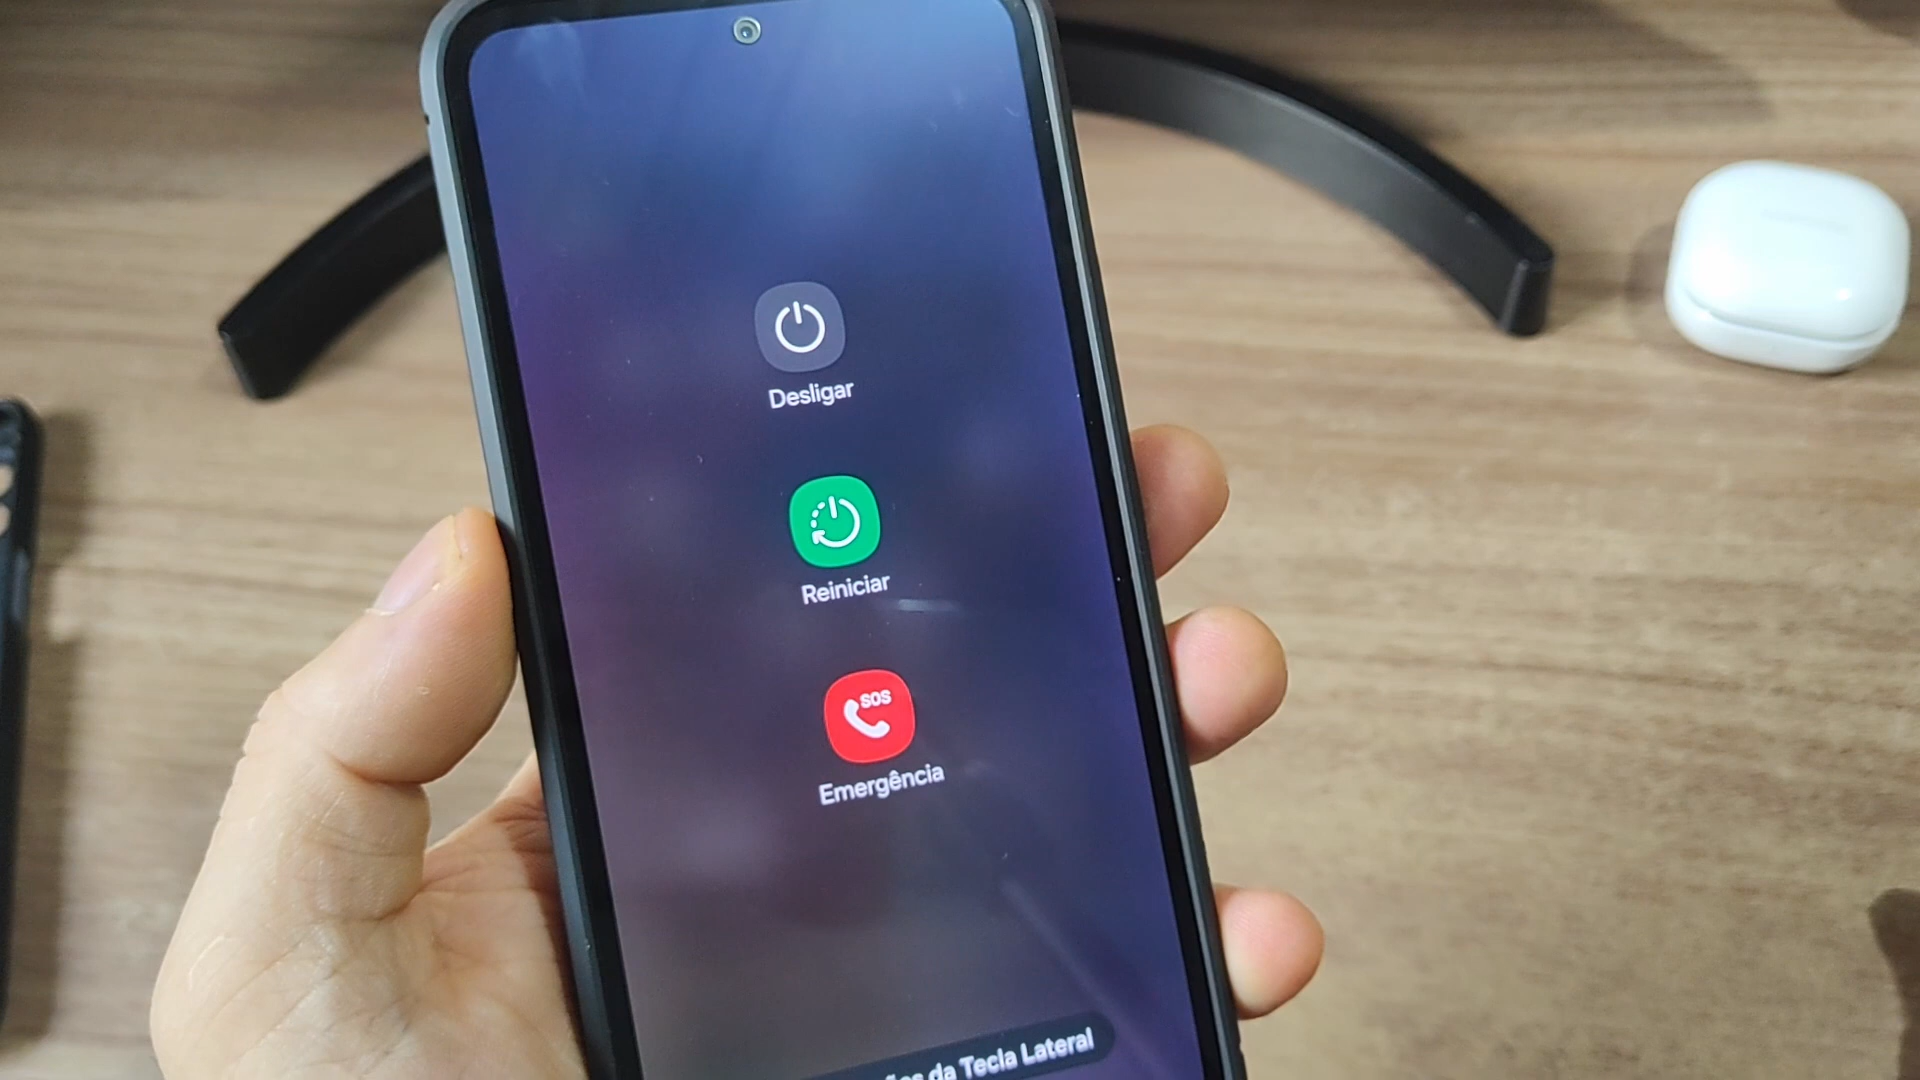 Desligar
Reiniciar
SOS
Emergência
da Tecla Lateral